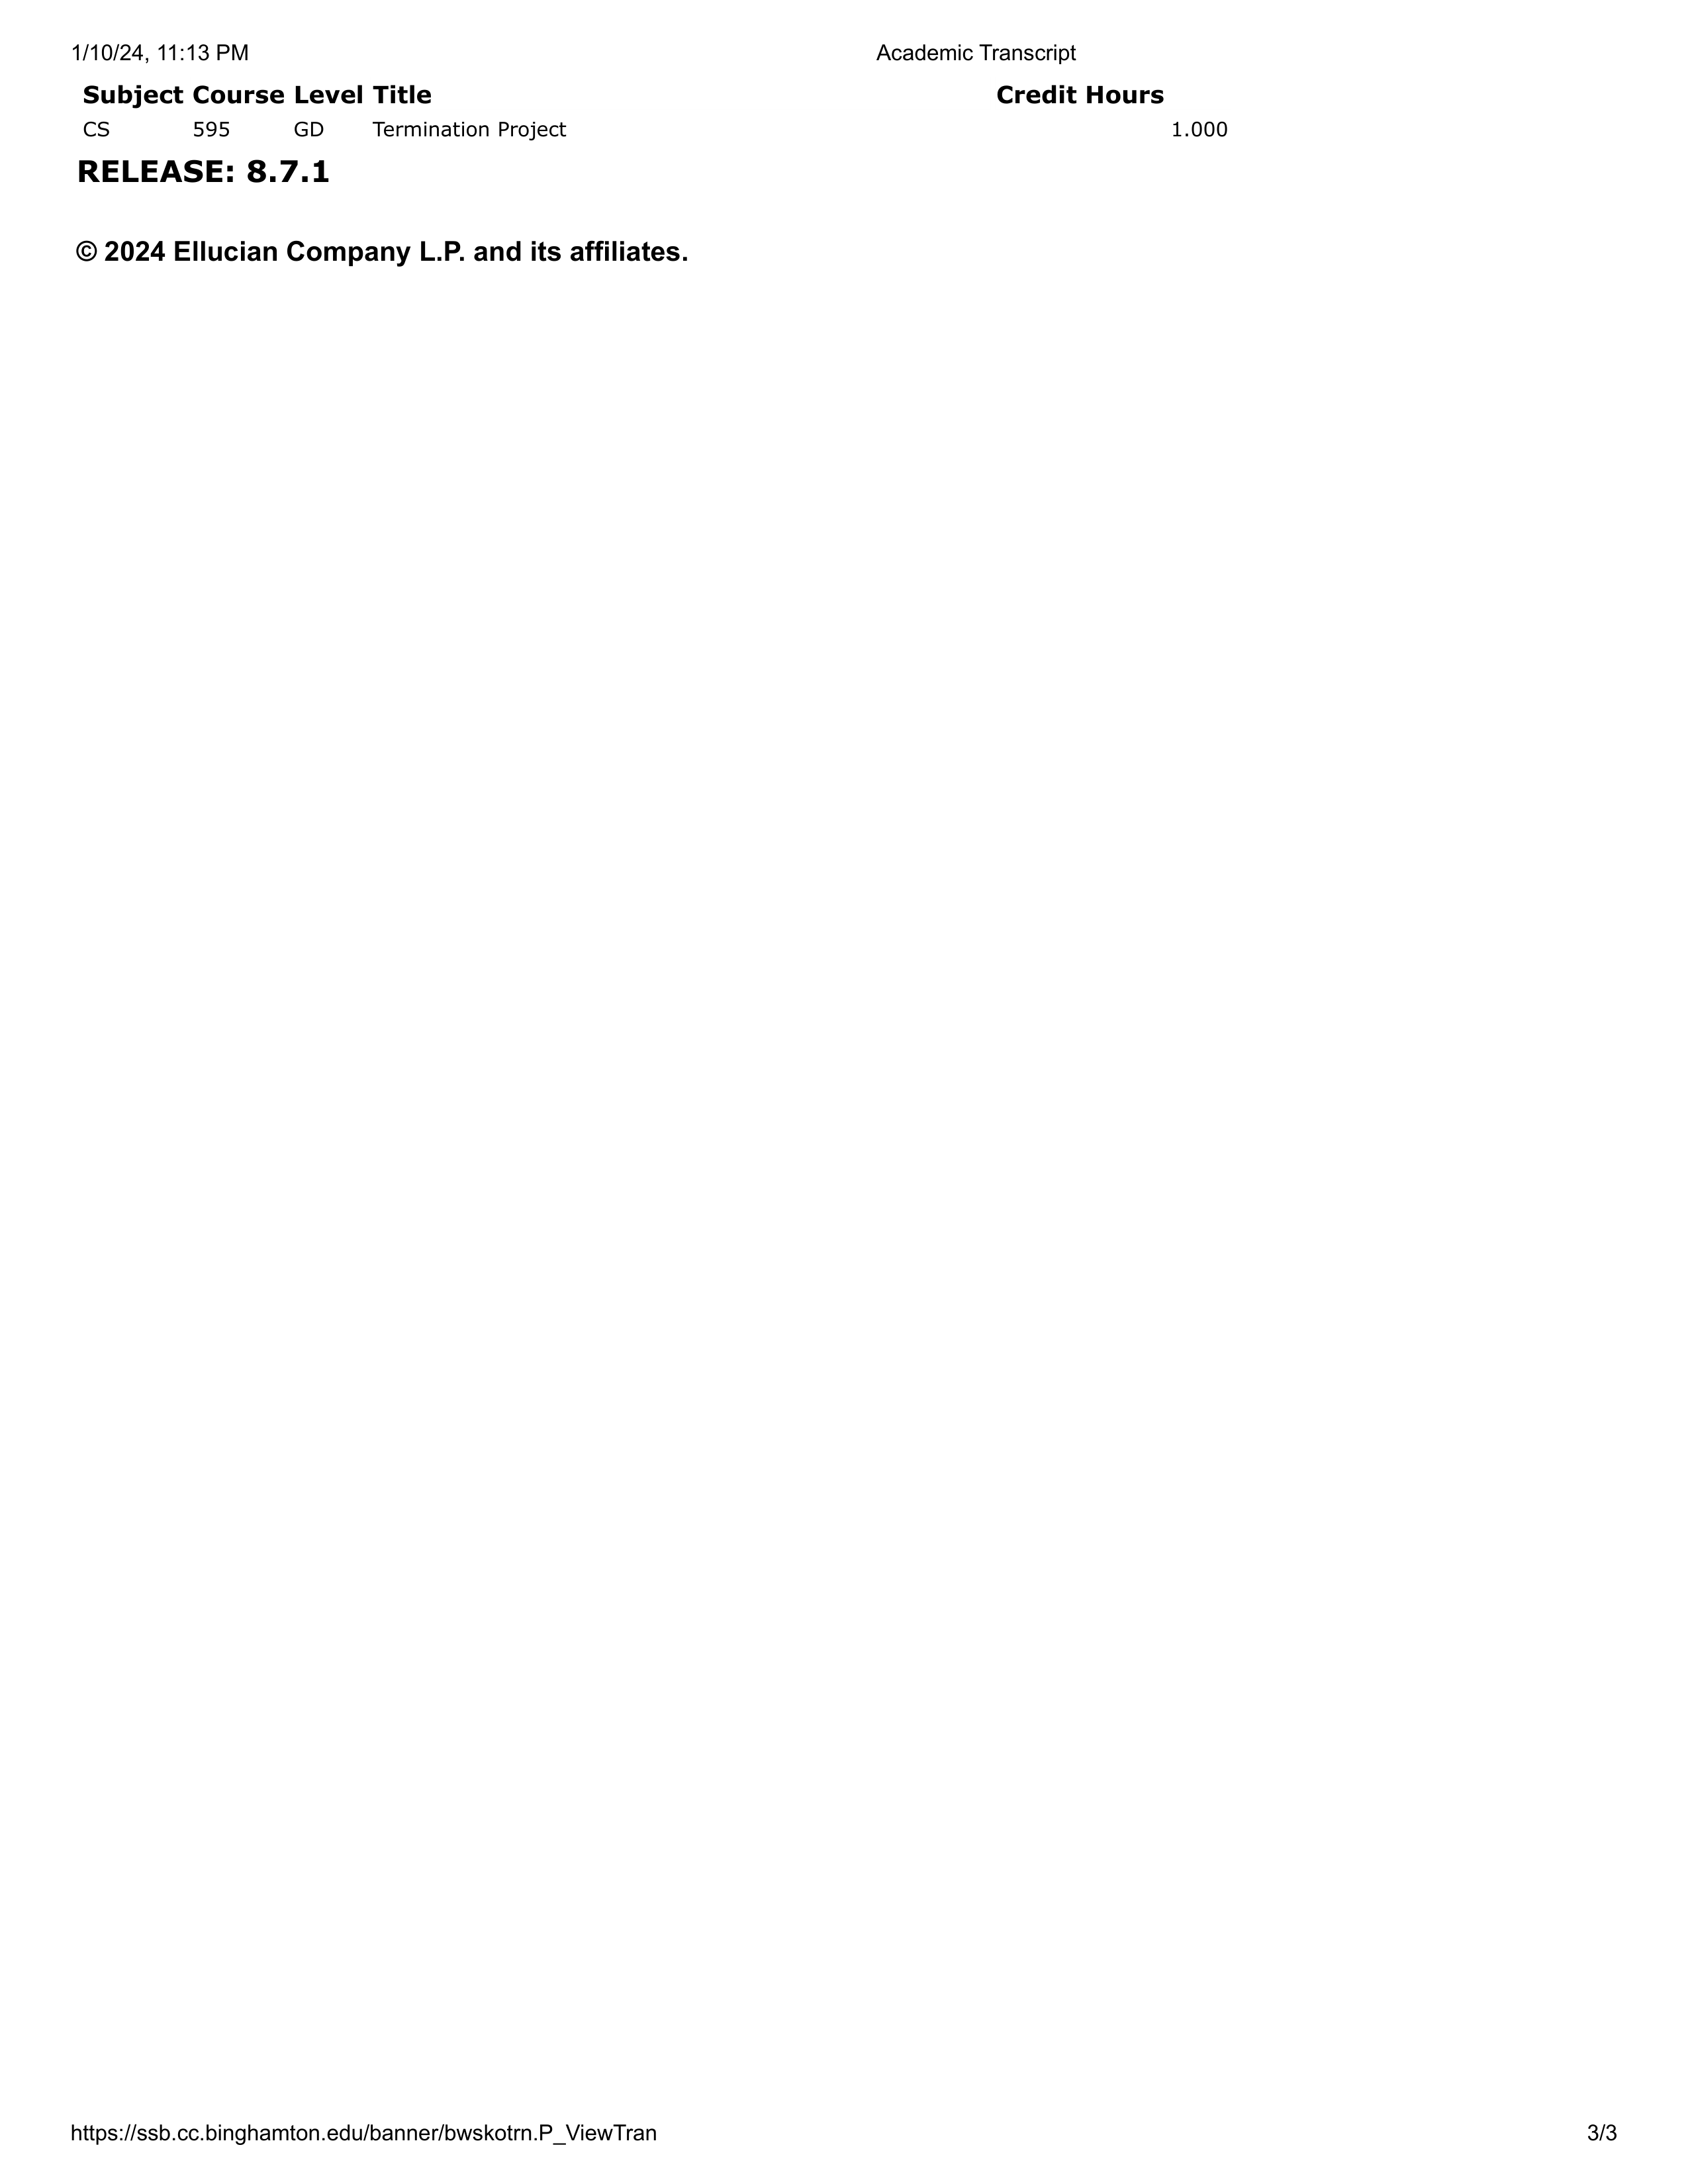 1/10/24, 11:13 PM Academic Transcript
Subject Course Level Title Credit Hours
CS 595 GD Termination Project 1.000
RELEASE: 8.7.1
© 2024 Ellucian Company L.P. and its affiliates.
https://ssb.cc.binghamton.edu/banner/bwskotrn.P_ViewTran 3/3